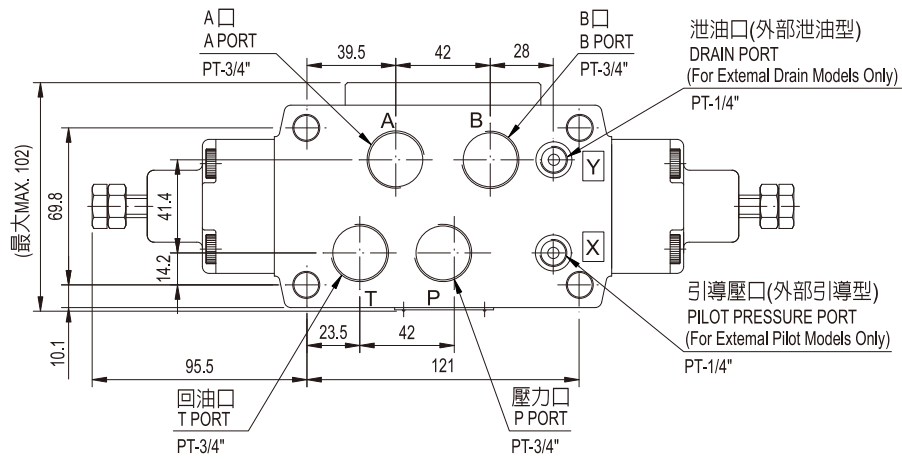 A口
A PORT
PT-3/4"
B口
B PORT
PT-3/4"
泄油口(外部泄油型)
DRAIN PORT
(For External Drain Models Only)
PT-1/4"
39.5
42
28
A
B
Y
(最大MAX. 102)
69.8
41.4
14.2
X
T
P
10.1
23.5
42
95.5
121
引導壓口(外部引導型)
PILOT PRESSURE PORT
(For External Pilot Models Only)
PT-1/4"
回油口
T PORT
PT-3/4"
壓力口
P PORT
PT-3/4"